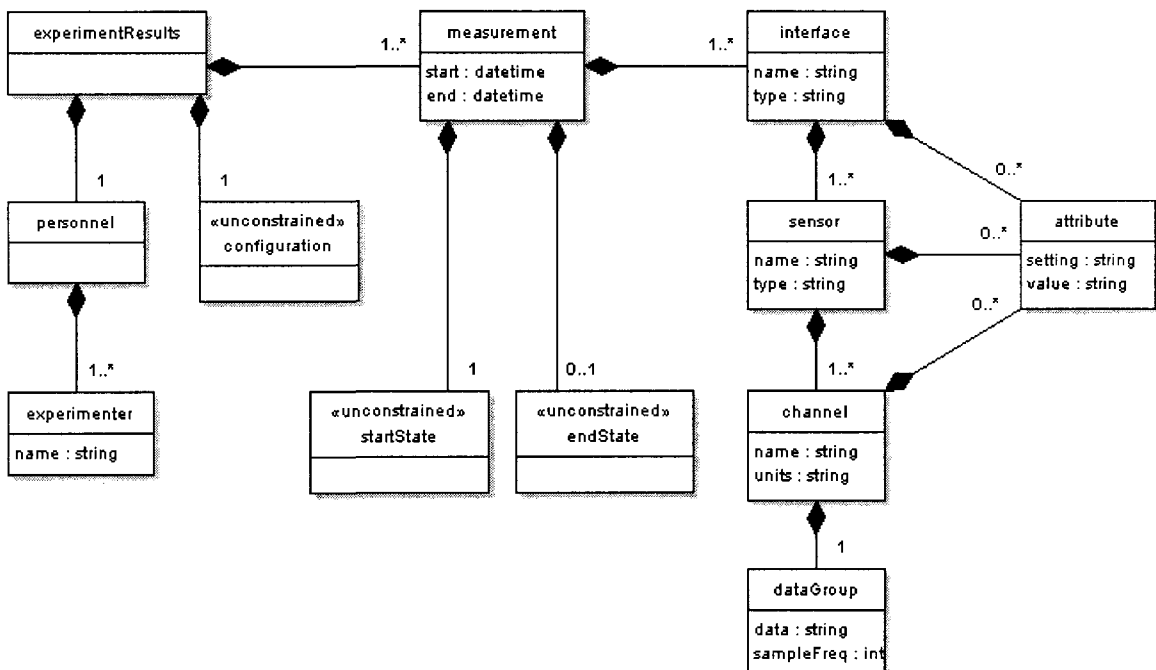 experimentResults
measurement
start : datetime
end : datetime
interface
name : string
type : string
1..*
1..*
1
1
1..*
0..*
personnel
«unconstrained»
configuration
sensor
name : string
type : string
0..*
attribute
setting : string
value : string
0..*
1..*
1
0..1
1..*
experimenter
name : string
«unconstrained»
startState
«unconstrained»
endState
channel
name : string
units : string
1
dataGroup
data : string
sampleFreq : int